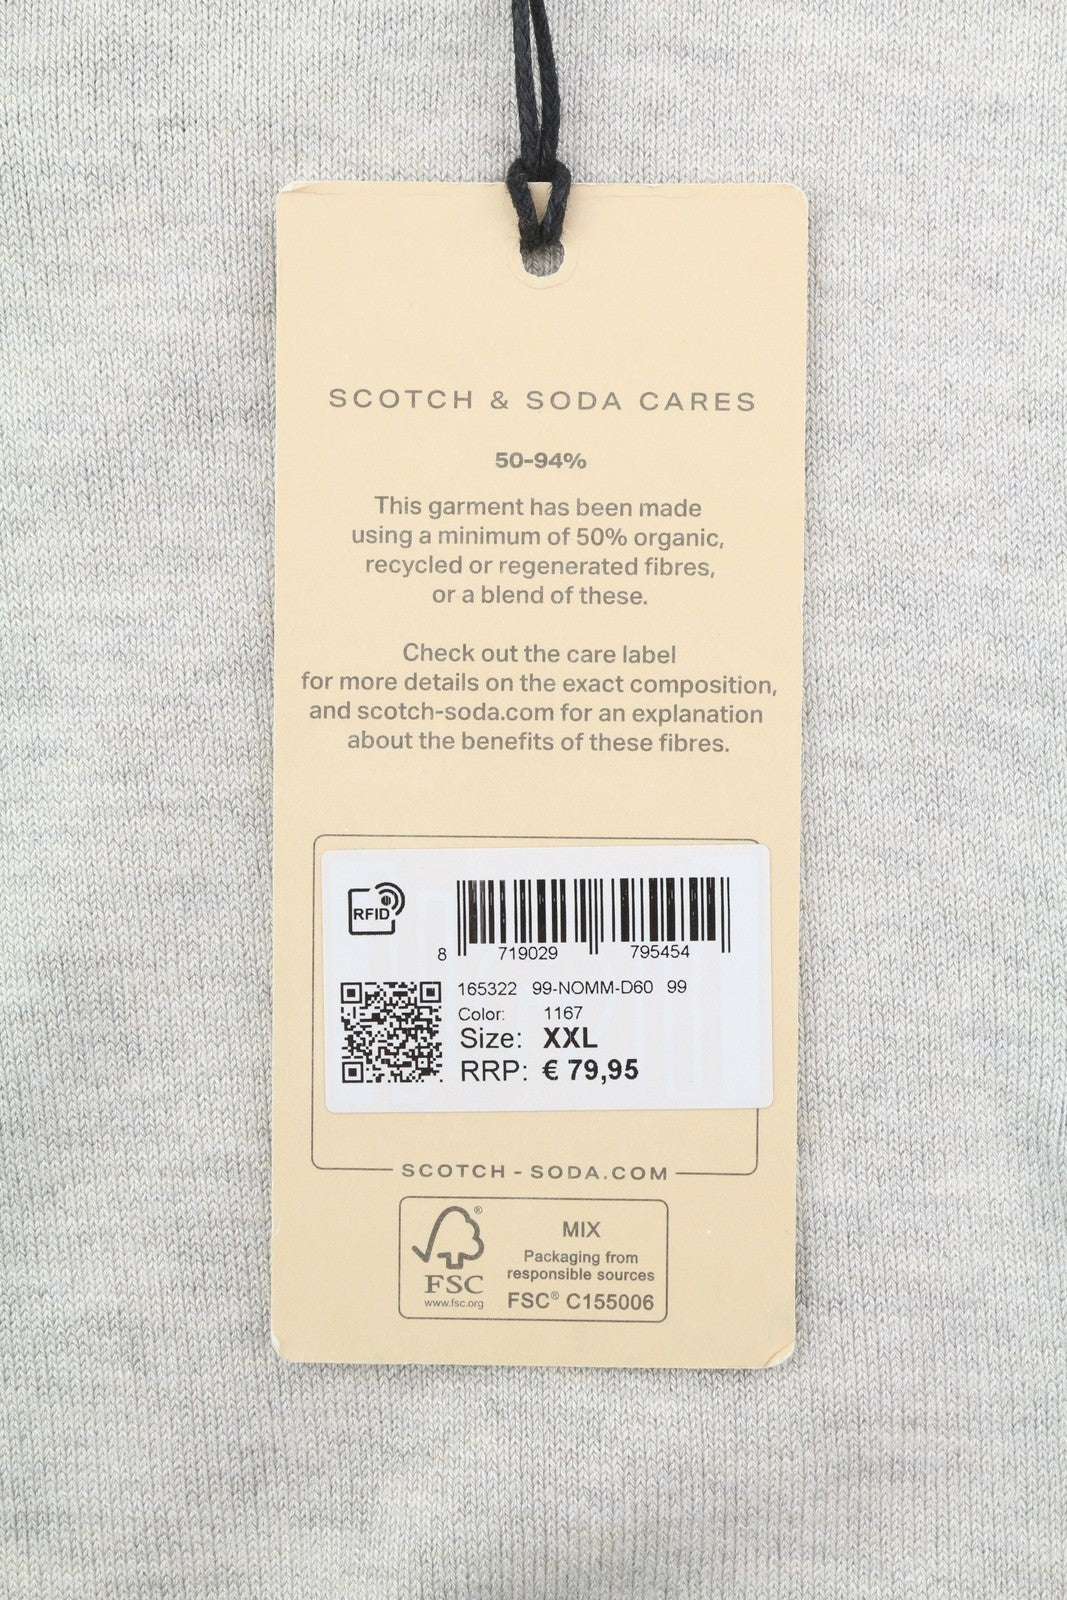 SCOTCH & SODA CARES
50-94%
This garment has been made
using a minimum of 50% organic,
recycled or regenerated fibres,
or a blend of these.
Check out the care label
for more details on the exact composition,
and scotch-soda.com for an explanation
about the benefits of these fibres.
RFID
8 719029 795454
165322 99-NOMM-D60 99
Color: 1167
Size: XXL
RRP: € 79,95
SCOTCH - SODA.COM
FSC®
www.fsc.org
MIX
Packaging from
responsible sources
FSC® C155006